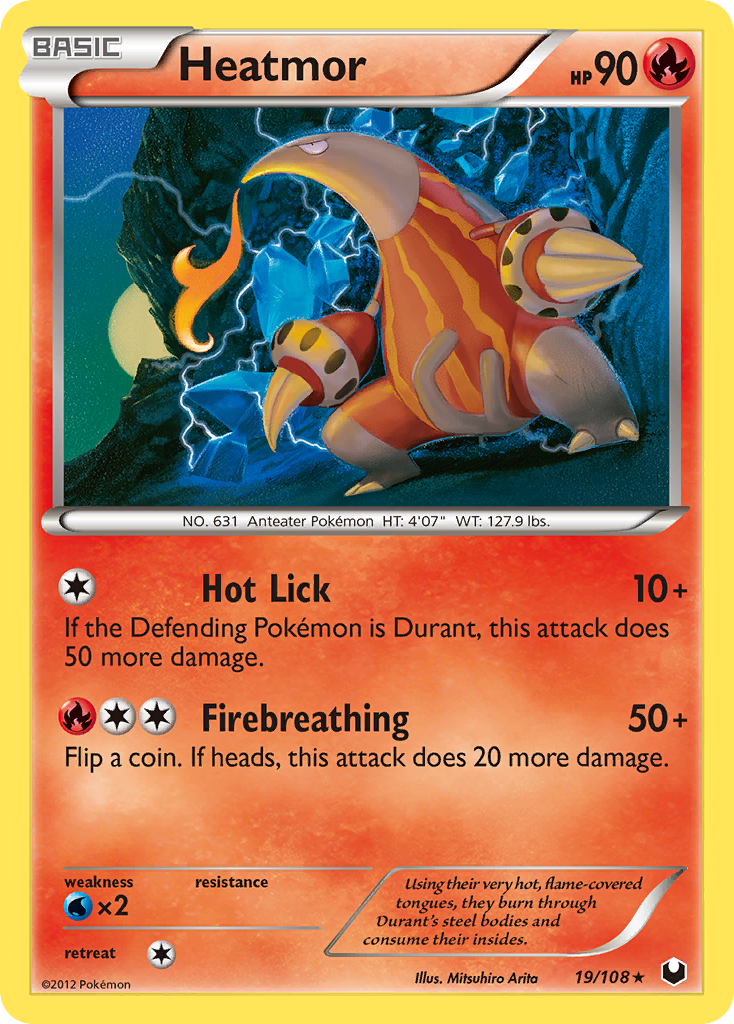 BASIC
Heatmor
HP 90
NO. 631 Anteater Pokémon HT: 4'07" WT: 127.9 lbs.
Hot Lick 10+
If the Defending Pokémon is Durant, this attack does
50 more damage.
Firebreathing 50+
Flip a coin. If heads, this attack does 20 more damage.
weakness resistance
×2
retreat
Using their very hot, flame-covered
tongues, they burn through
Durant's steel bodies and
consume their insides.
©2012 Pokémon
Illus. Mitsuhiro Arita
19/108 ★